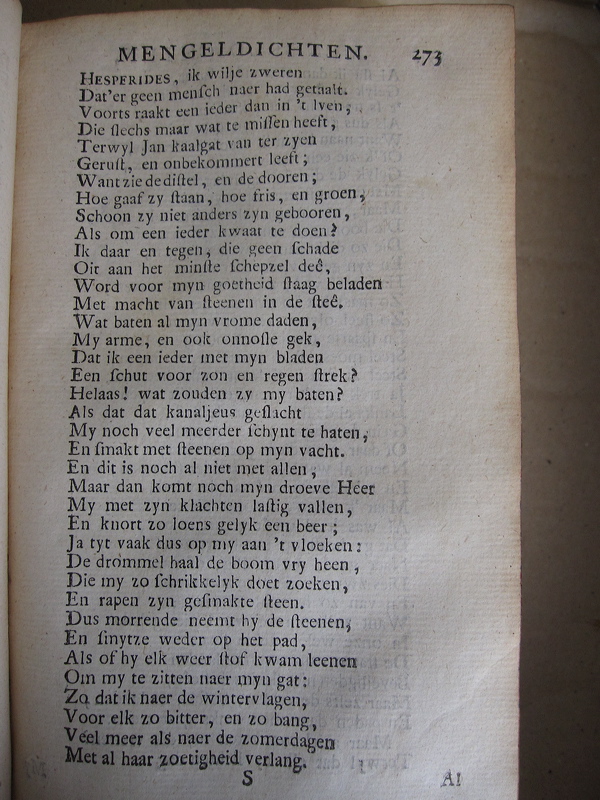 MENGELDICHTEN. 273
HESPERIDES, ik wilje zweren
Dat'er geen menſch naer had getaalt.
Voorts raakt een ieder dan in 't lven,
Die ſlechs maar wat te miſſen heeft,
Terwyl Jan kaalgat van ter zyen
Geruſt, en onbekommert leeft;
Want zie de diſtel, en de dooren;
Hoe gaaf zy ſtaan, hoe fris, en groen,
Schoon zy niet anders zyn gebooren,
Als om een ieder kwaat te doen?
Ik daar en tegen, die geen ſchade
Oit aan het minſte ſchepzel deê,
Word voor myn goetheid ſtaag beladen
Met macht van ſteenen in de ſteê.
Wat baten al myn vrome daden,
My arme, en ook onnoſle gek,
Dat ik een ieder met myn bladen
Een ſchut voor zon en regen ſtrek?
Helaas! wat zouden zy my baten?
Als dat dat kanaljeus geſlacht
My noch veel meerder ſchynt te haten,
En ſmakt met ſteenen op myn vacht.
En dit is noch al niet met allen,
Maar dan komt noch myn droeve Heer
My met zyn klachten laſtig vallen,
En knort zo loens gelyk een beer;
Ja tyt vaak dus op my aan 't vloeken:
De drommel haal de boom vry heen,
Die my zo ſchrikkelyk doet zoeken,
En rapen zyn geſmakte ſteen.
Dus morrende neemt hy de ſteenen,
En ſmytze weder op het pad,
Als of hy elk weer ſtof kwam leenen
Om my te zitten naer myn gat:
Zo dat ik naer de wintervlagen,
Voor elk zo bitter, en zo bang,
Veel meer als naer de zomerdagen
Met al haar zoetigheid verlang.
S Al